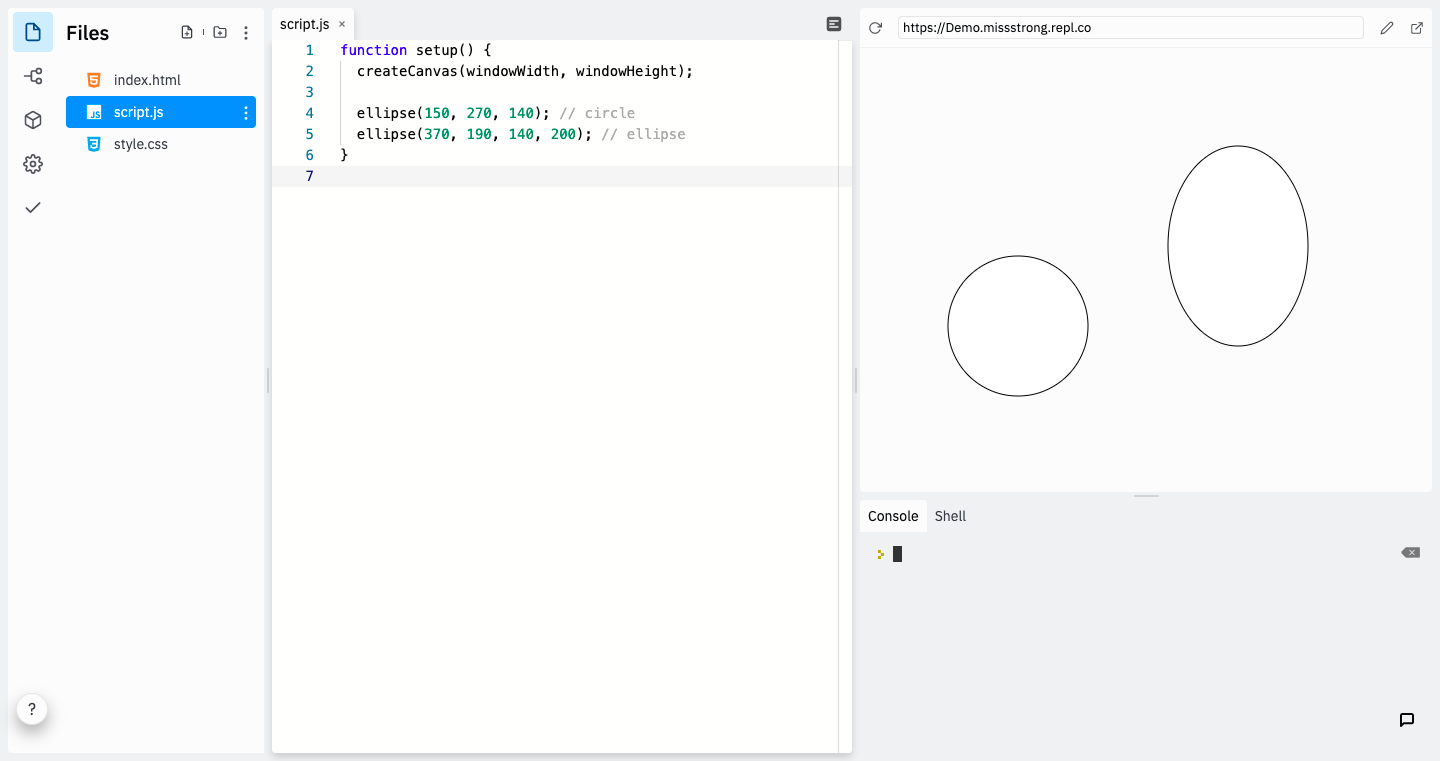 Files
index.html
script.js
style.css
?
script.js ×
1 function setup() {
2 createCanvas(windowWidth, windowHeight);
3
4 ellipse(150, 270, 140); // circle
5 ellipse(370, 190, 140, 200); // ellipse
6 }
7
https://Demo.missstrong.repl.co
Console Shell